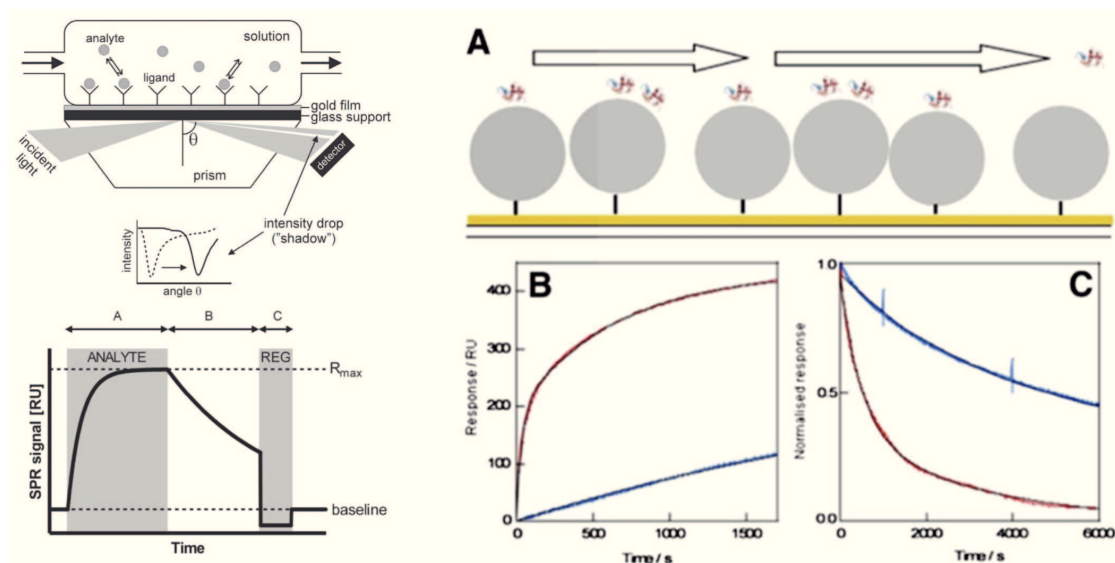 analyte
solution
ligand
gold film
glass support
θ
incident
light
detector
prism
intensity drop
("shadow")
intensity
angle θ
A B C
ANALYTE
REG
Rmax
SPR signal [RU]
baseline
Time
A
B
Response / RU
400
300
200
100
0
0 500 1000 1500
Time / s
C
Normalised response
1.0
0.5
0.0
0 2000 4000 6000
Time / s